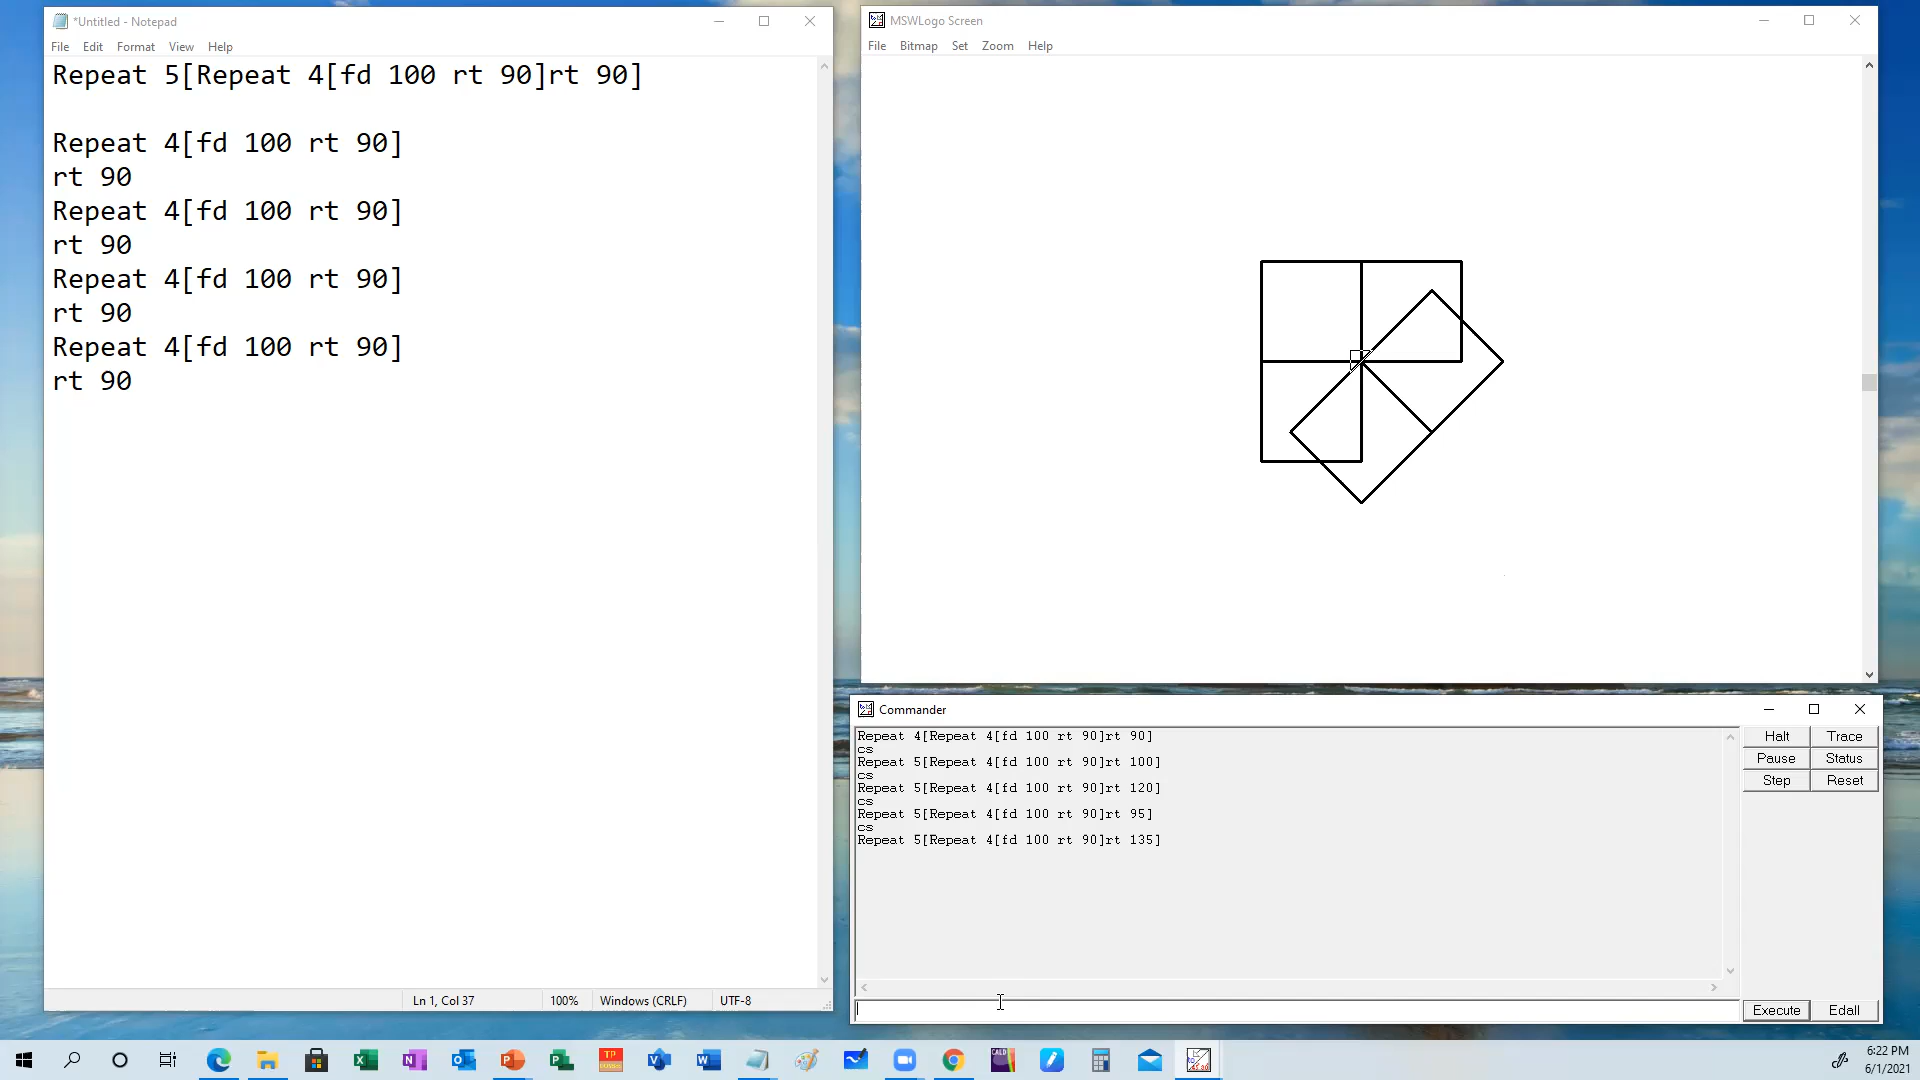 *Untitled - Notepad
File Edit Format View Help
Repeat 5[Repeat 4[fd 100 rt 90]rt 90]
Repeat 4[fd 100 rt 90]
rt 90
Repeat 4[fd 100 rt 90]
rt 90
Repeat 4[fd 100 rt 90]
rt 90
Repeat 4[fd 100 rt 90]
rt 90
Ln 1, Col 37 100% Windows (CRLF) UTF-8
MSWLogo Screen
File Bitmap Set Zoom Help
Commander
Repeat 4[Repeat 4[fd 100 rt 90]rt 90]
cs
Repeat 5[Repeat 4[fd 100 rt 90]rt 100]
cs
Repeat 5[Repeat 4[fd 100 rt 90]rt 120]
cs
Repeat 5[Repeat 4[fd 100 rt 90]rt 95]
cs
Repeat 5[Repeat 4[fd 100 rt 90]rt 135]
Halt Trace
Pause Status
Step Reset
Execute Edall
6:22 PM
6/1/2021